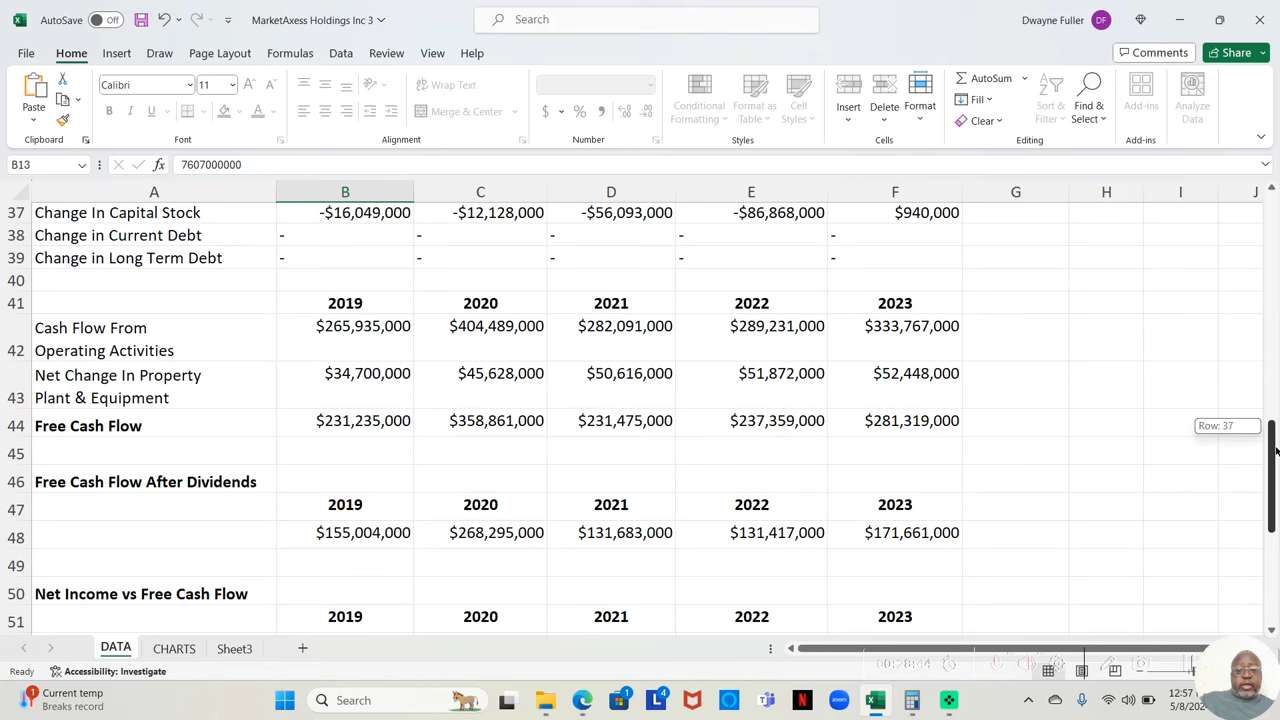 AutoSave Off MarketAxess Holdings Inc 3 Search Dwayne Fuller DF
File Home Insert Draw Page Layout Formulas Data Review View Help Comments Share
Calibri 11 Wrap Text AutoSum
Paste B I U Merge & Center $ % Conditional Formatting Format as Table Cell Styles Insert Delete Format Fill Clear Sort & Filter Find & Select Add-ins Analyze Data
Clipboard Font Alignment Number Styles Cells Editing Add-ins
B13 fx 7607000000
A B C D E F G H I J
37 Change In Capital Stock -$16,049,000 -$12,128,000 -$56,093,000 -$86,868,000 $940,000
38 Change in Current Debt - - - - -
39 Change in Long Term Debt - - - - -
40
41 2019 2020 2021 2022 2023
Cash Flow From $265,935,000 $404,489,000 $282,091,000 $289,231,000 $333,767,000
42 Operating Activities
Net Change In Property $34,700,000 $45,628,000 $50,616,000 $51,872,000 $52,448,000
43 Plant & Equipment
44 Free Cash Flow $231,235,000 $358,861,000 $231,475,000 $237,359,000 $281,319,000 Row: 37
45
46 Free Cash Flow After Dividends
47 2019 2020 2021 2022 2023
48 $155,004,000 $268,295,000 $131,683,000 $131,417,000 $171,661,000
49
50 Net Income vs Free Cash Flow
51 2019 2020 2021 2022 2023
DATA CHARTS Sheet3
Ready Accessibility: Investigate 00:28:44
1 Current temp
Breaks record
Search 1 4 zoom N
12:57
5/8/